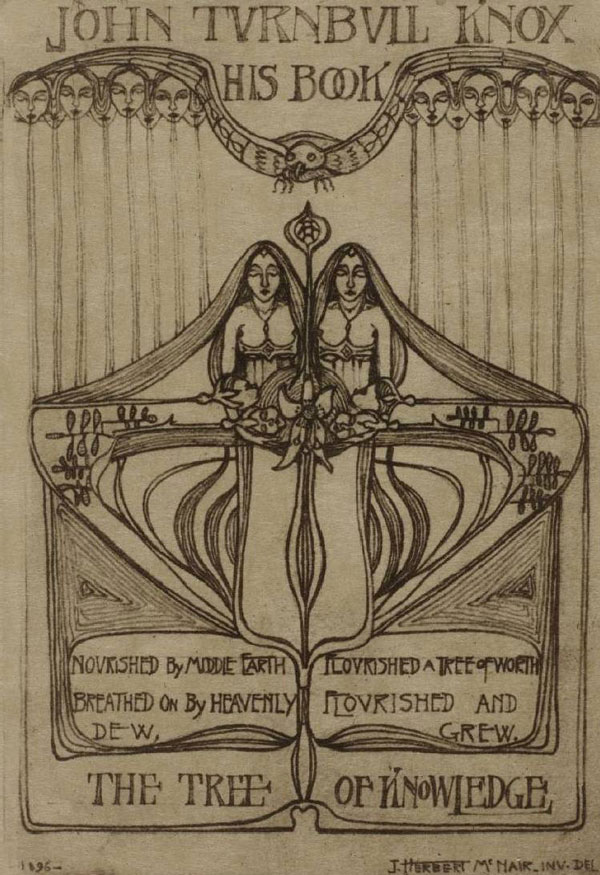 JOHN TVRNBVLL KNOX
HIS BOOK
NOVRISHED By MIDDLE EARTH
BREATHED ON By HEAVENLY
DEW,
FLOVRISHED A TREE OF WORTH
FLOVRISHED AND
GREW.
THE TREE OF KNOWLEDGE
1896–
J. HERBERT McNAIR. INV. DEL